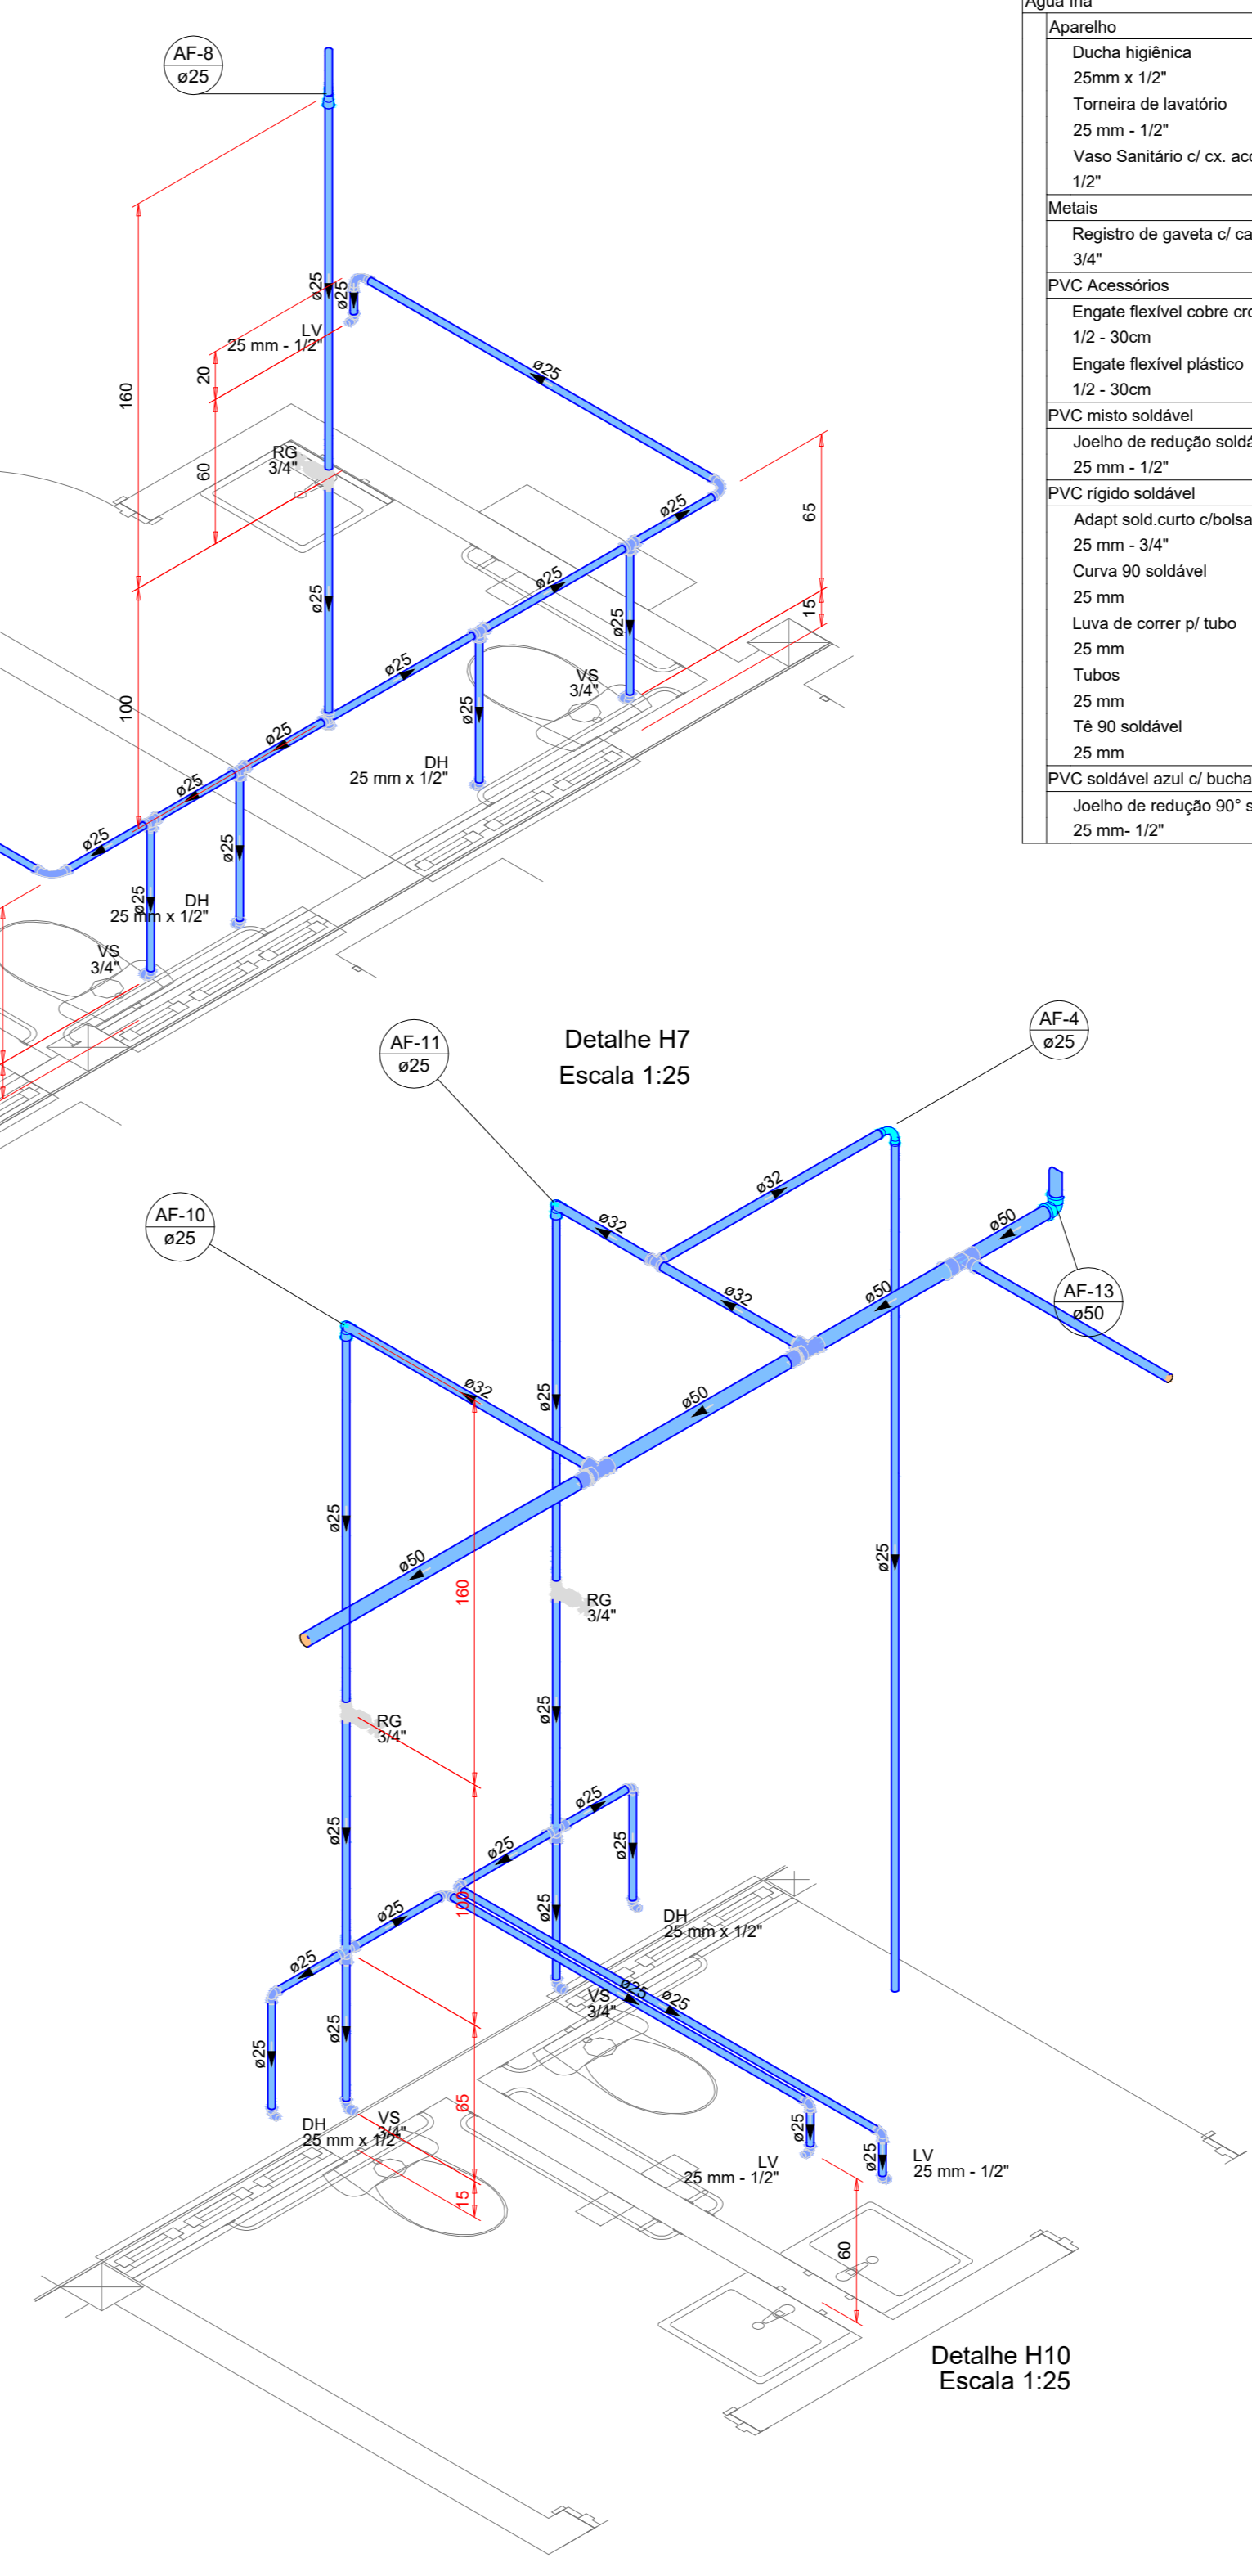 Água fria
Aparelho
Ducha higiênica
25mm x 1/2"
Torneira de lavatório
25 mm - 1/2"
Vaso Sanitário c/ cx.
1/2"
Metais
Registro de gaveta c/
3/4"
PVC Acessórios
Engate flexível cobre
1/2 - 30cm
Engate flexível plástico
1/2 - 30cm
PVC misto soldável
Joelho de redução
25 mm - 1/2"
PVC rígido soldável
Adapt sold.curto c/bolsa
25 mm - 3/4"
Curva 90 soldável
25 mm
Luva de correr p/ tubo
25 mm
Tubos
25 mm
Tê 90 soldável
25 mm
PVC soldável azul c/ bucha
Joelho de redução 90°
25 mm- 1/2"
AF-8
ø25
ø25
ø25
LV
25 mm - 1/2"
20
160
60
RG
3/4"
ø25
ø25
65
15
ø25
ø25
ø25
ø25
ø25
VS
3/4"
100
ø25
ø25
DH
25 mm x 1/2"
ø25
ø25
ø25
ø25
DH
25 mm x 1/2"
VS
3/4"
Detalhe H7
Escala 1:25
AF-11
ø25
AF-4
ø25
AF-10
ø25
AF-13
ø50
ø32
ø32
ø50
ø32
ø50
ø32
ø25
ø50
ø25
ø50
160
ø25
RG
3/4"
RG
3/4"
ø25
ø25
ø25
ø25
ø25
ø25
100
ø25
ø25
DH
25 mm x 1/2"
ø25
VS
3/4"
ø25
ø25
ø25
ø25
65
DH
25 mm x 1/2"
VS
3/4"
15
ø25
ø25
LV
25 mm - 1/2"
LV
25 mm - 1/2"
60
Detalhe H10
Escala 1:25